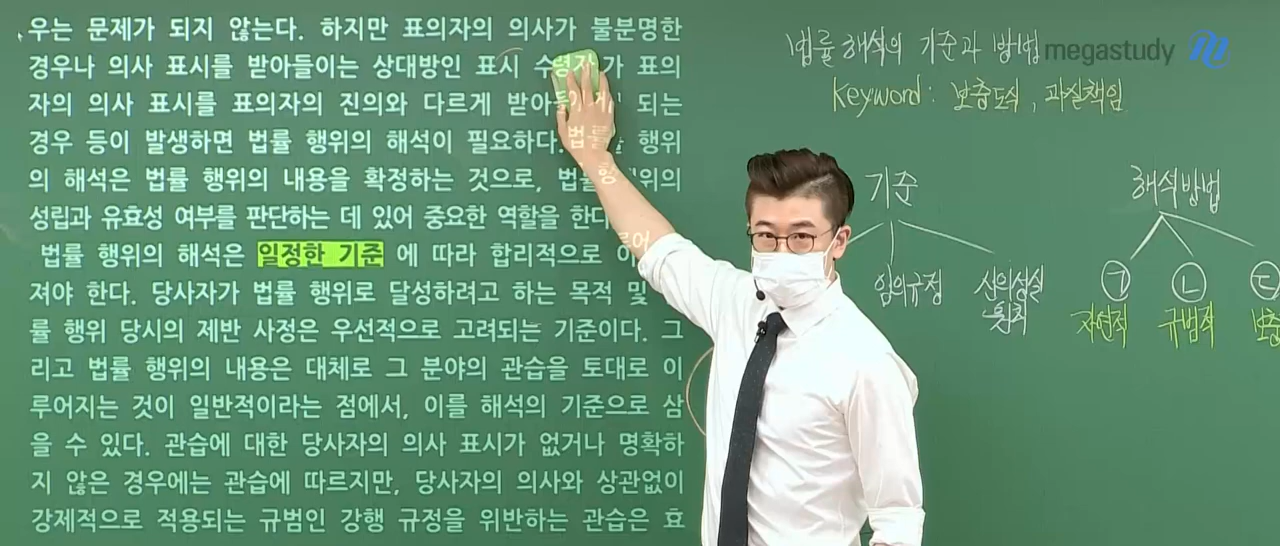 우는 문제가 되지 않는다. 하지만 표의자의 의사가 불분명한
경우나 의사 표시를 받아들이는 상대방인 표시 수령자가 표의
자의 의사 표시를 표의자의 진의와 다르게 받아들이게 되는
경우 등이 발생하면 법률 행위의 해석이 필요하다. 법률 행위
의 해석은 법률 행위의 내용을 확정하는 것으로, 법률 행위의
성립과 유효성 여부를 판단하는 데 있어 중요한 역할을 한다
법률 행위의 해석은 일정한 기준 에 따라 합리적으로 이루어
져야 한다. 당사자가 법률 행위로 달성하려고 하는 목적 및
률 행위 당시의 제반 사정은 우선적으로 고려되는 기준이다. 그
리고 법률 행위의 내용은 대체로 그 분야의 관습을 토대로 이
루어지는 것이 일반적이라는 점에서, 이를 해석의 기준으로 삼
을 수 있다. 관습에 대한 당사자의 의사 표시가 없거나 명확하
지 않은 경우에는 관습에 따르지만, 당사자의 의사와 상관없이
강제적으로 적용되는 규범인 강행 규정을 위반하는 관습은 효
법률 해석의 기준과 방법
megastudy
Keyword: 보충도식, 과실책임
기준
해석방법
임의규정
신의성실
원칙
ㄱ ㄴ ㄷ
자연적 규범적 보충